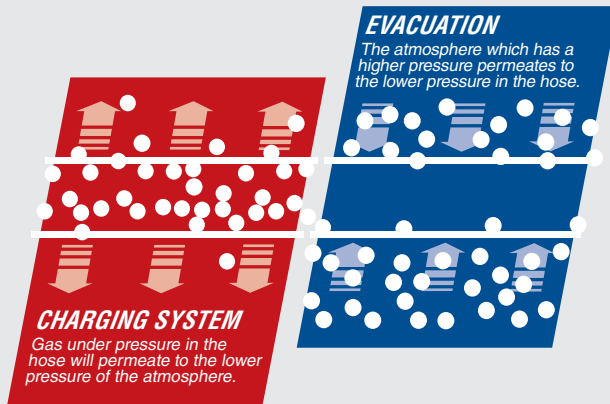 EVACUATION
The atmosphere which has a
higher pressure permeates to
the lower pressure in the hose.
CHARGING SYSTEM
Gas under pressure in the
hose will permeate to the lower
pressure of the atmosphere.